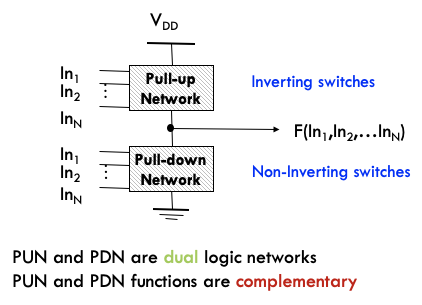 V_DD
In1
In2
⋮
InN
Pull-up
Network
Inverting switches
F(In1,In2,...InN)
In1
In2
⋮
InN
Pull-down
Network
Non-Inverting switches
PUN and PDN are dual logic networks
PUN and PDN functions are complementary